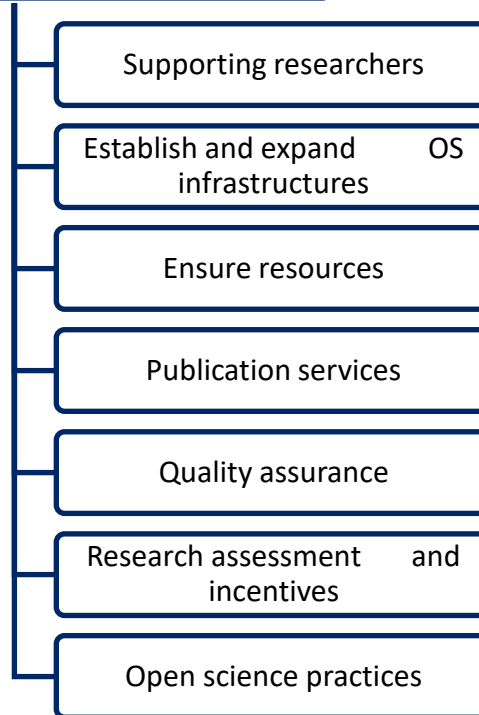 Supporting researchers
Establish and expand OS
infrastructures
Ensure resources
Publication services
Quality assurance
Research assessment and
incentives
Open science practices